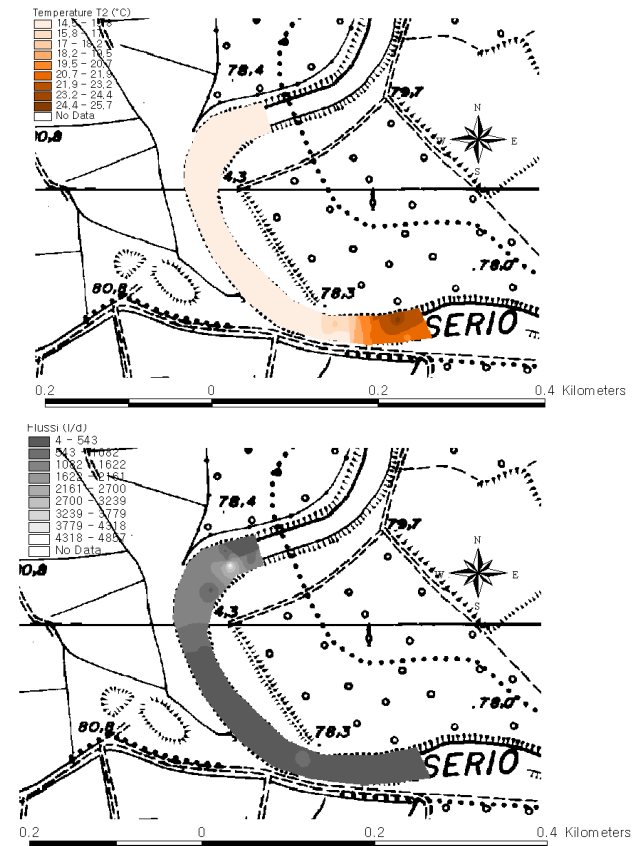 Temperature T2 (°C)
14,5 - 15,8
15,8 - 17
17 - 18,2
18,2 - 19,5
19,5 - 20,7
20,7 - 21,9
21,9 - 23,2
23,2 - 24,4
24,4 - 25,7
No Data
78,4
79,7
N
W E
S
4,3
78,0
80,8
78,3
SERIO
0.2 0 0.2 0.4 Kilometers
Flussi (l/d)
4 - 543
543 - 1082
1082 - 1622
1622 - 2161
2161 - 2700
2700 - 3239
3239 - 3779
3779 - 4318
4318 - 4857
No Data
78,4
79,7
N
W E
S
4,3
78,0
80,8
78,3
SERIO
0.2 0 0.2 0.4 Kilometers